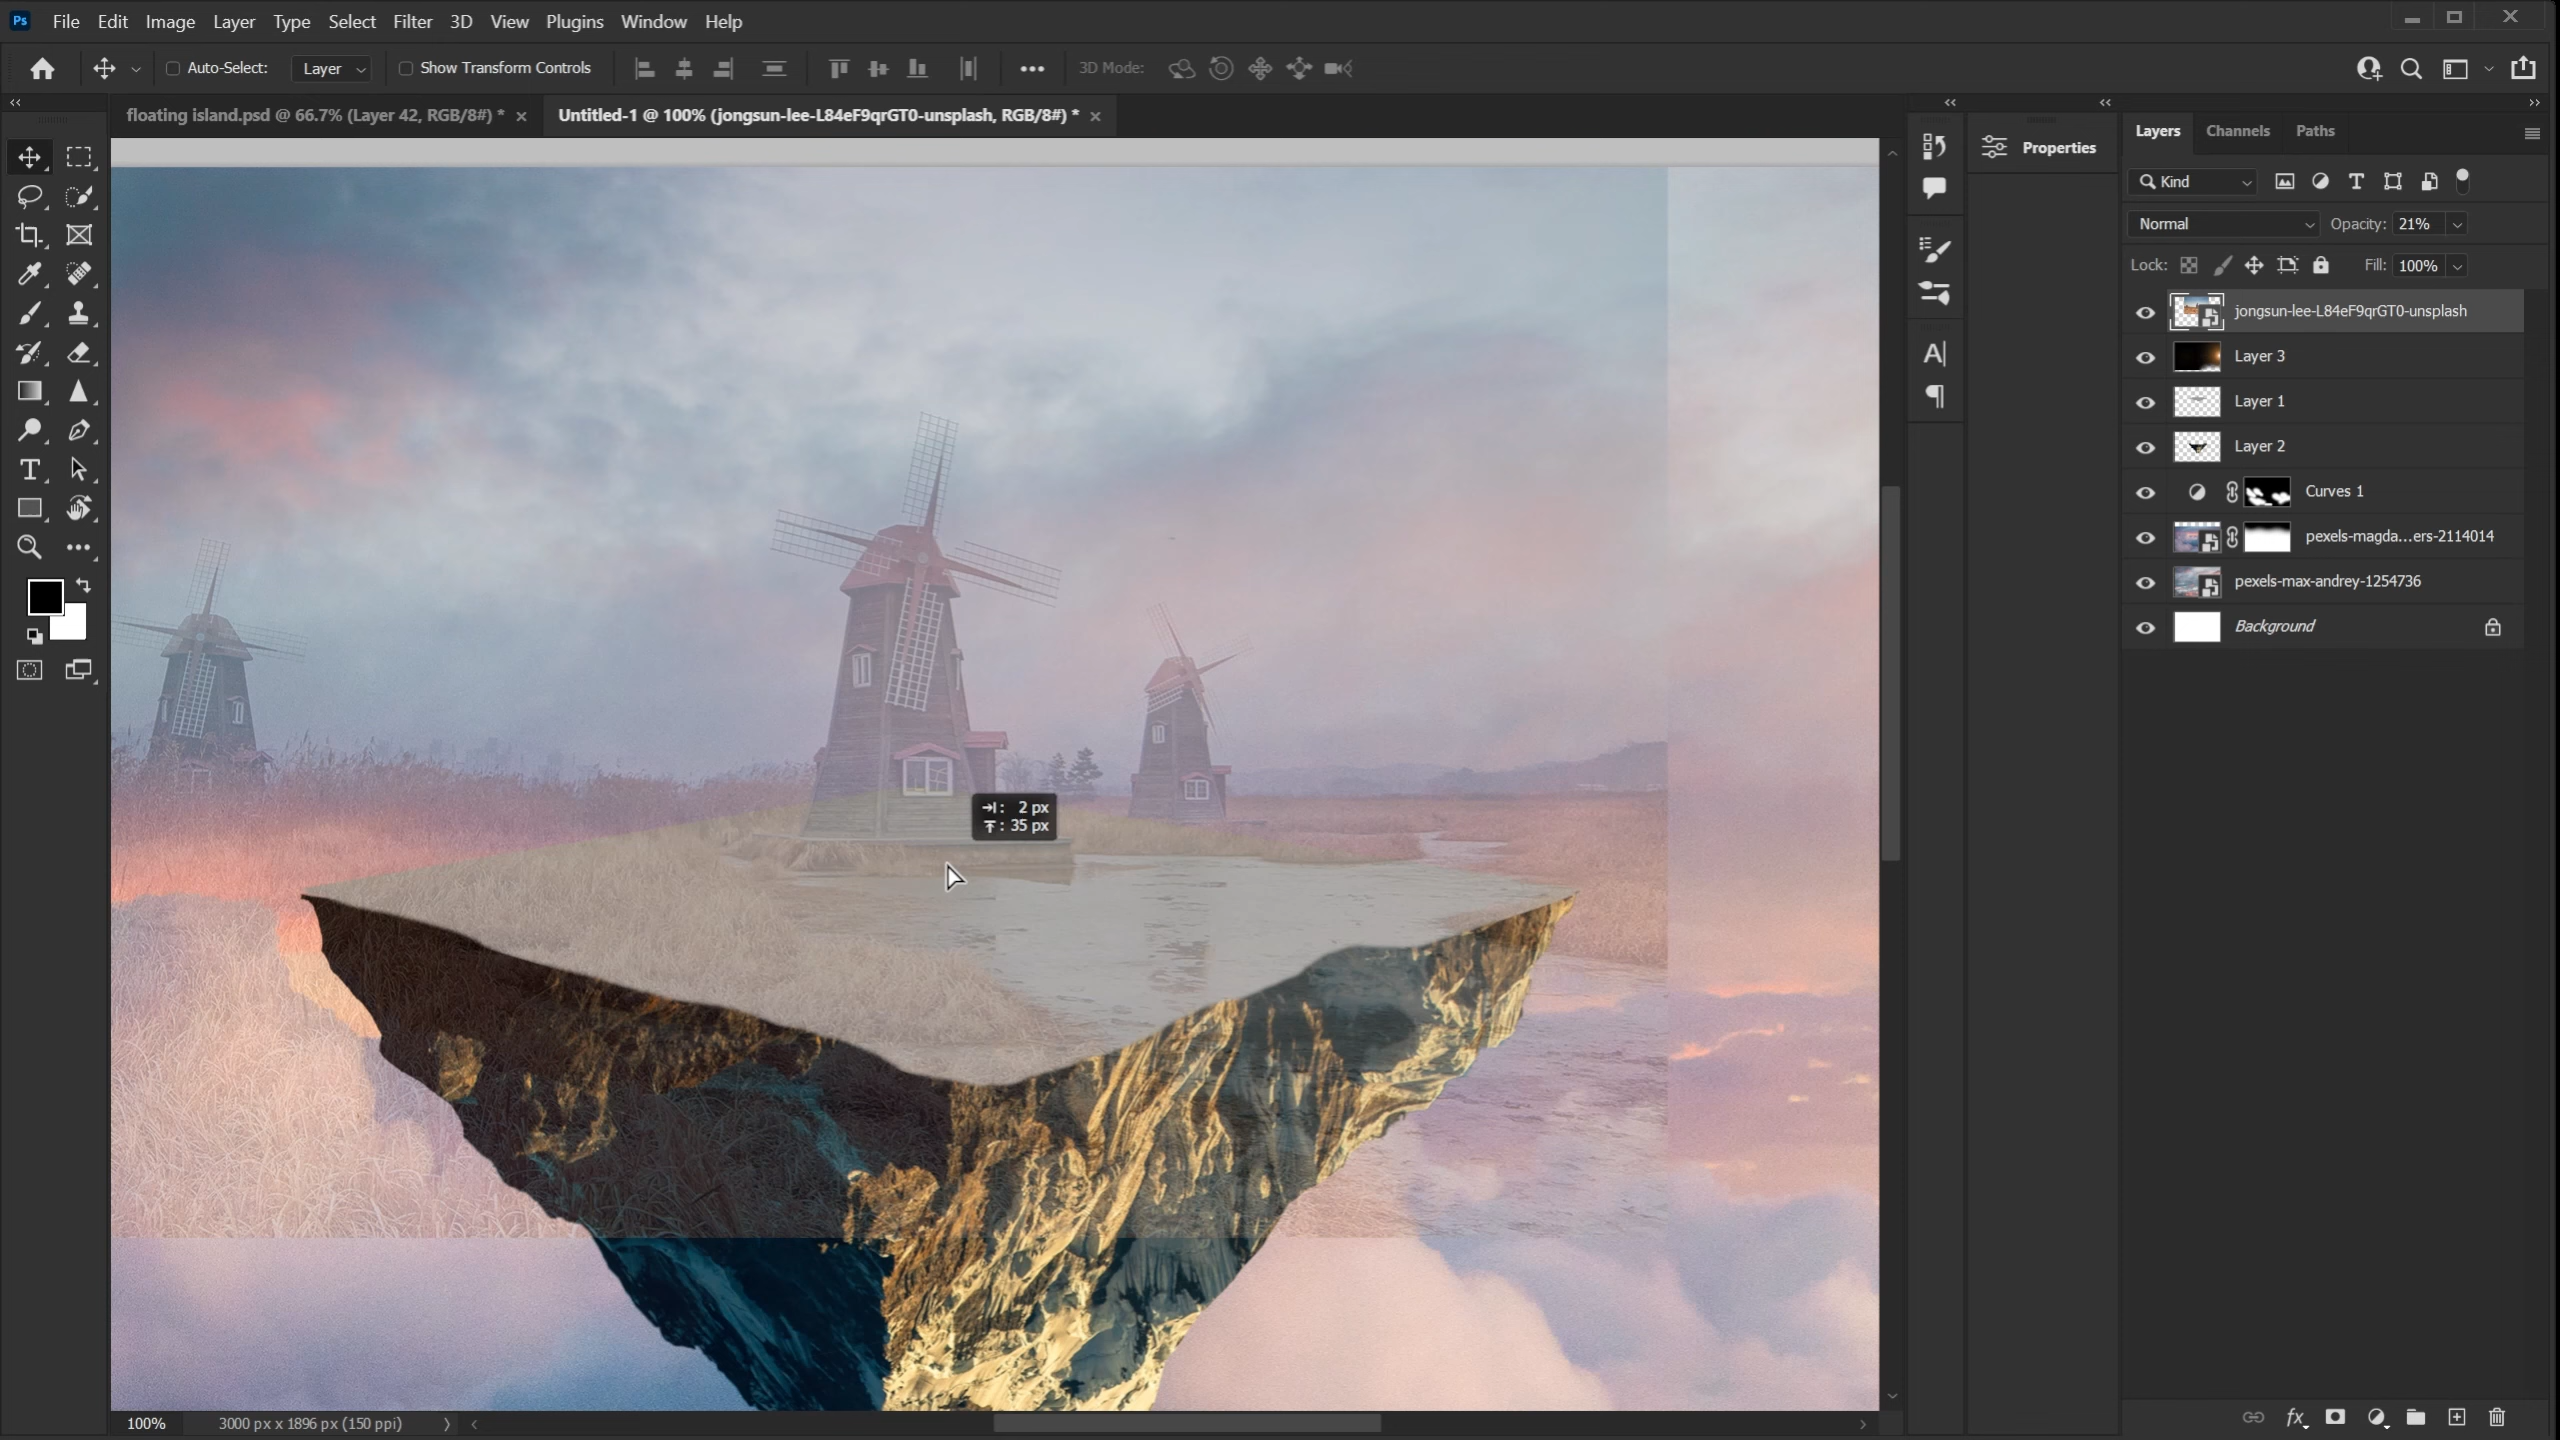 Ps File Edit Image Layer Type Select Filter 3D View Plugins Window Help
Auto-Select: Layer Show Transform Controls 3D Mode:
floating island.psd @ 66.7% (Layer 42, RGB/8#) *
Untitled-1 @ 100% (jongsun-lee-L84eF9qrGT0-unsplash, RGB/8#) *
Properties
Layers Channels Paths
Kind
Normal Opacity: 21%
Lock: Fill: 100%
jongsun-lee-L84eF9qrGT0-unsplash
Layer 3
Layer 1
Layer 2
Curves 1
pexels-magda...ers-2114014
pexels-max-andrey-1254736
Background
: 2 px
: 35 px
100% 3000 px x 1896 px (150 ppi)
fx